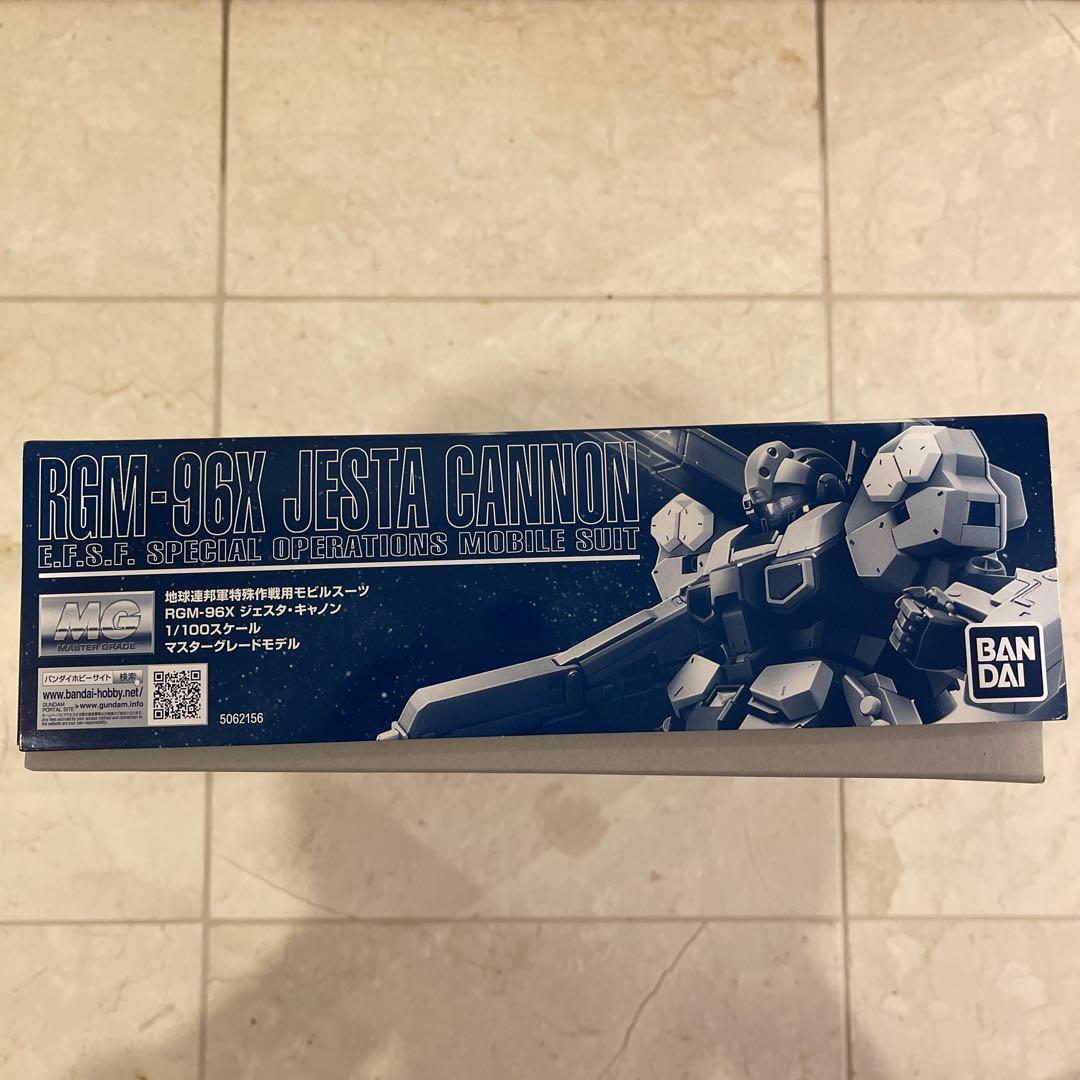 RGM-96X JESTA CANNON
E.F.S.F. SPECIAL OPERATIONS MOBILE SUIT
MG
MASTER GRADE
地球連邦軍特殊作戦用モビルスーツ
RGM-96X ジェスタ・キャノン
1/100スケール
マスターグレードモデル
バンダイホビーサイト 検索
www.bandai-hobby.net/
GUNDAM
PORTAL SITE ▶www.gundam.info
5062156
BAN
DAI